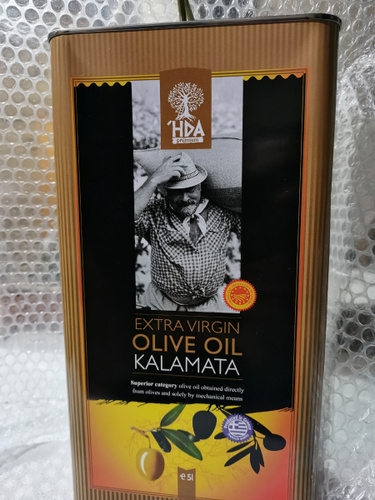 'HDA
EXTRA VIRGIN
OLIVE OIL
KALAMATA
Superior category olive oil obtained directly
from olives and solely by mechanical means
e 5l